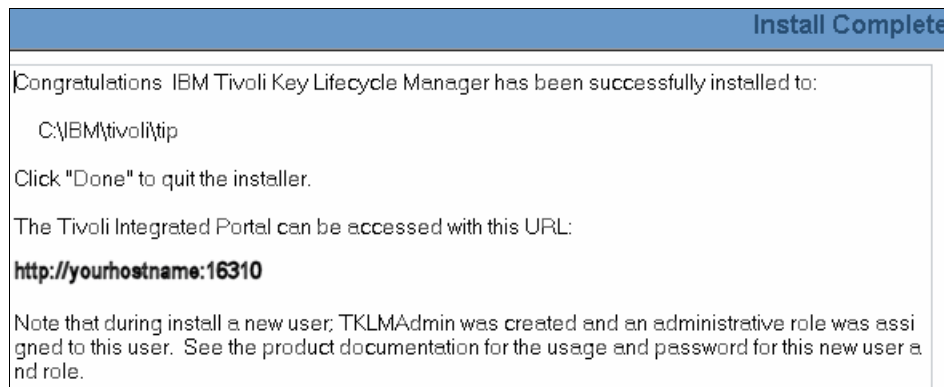 Install Complete
Congratulations IBM Tivoli Key Lifecycle Manager has been successfully installed to:
C:\IBM\tivoli\tip
Click "Done" to quit the installer.
The Tivoli Integrated Portal can be accessed with this URL:
http://yourhostname:16310
Note that during install a new user; TKLMAdmin was created and an administrative role was assi
gned to this user. See the product documentation for the usage and password for this new user a
nd role.